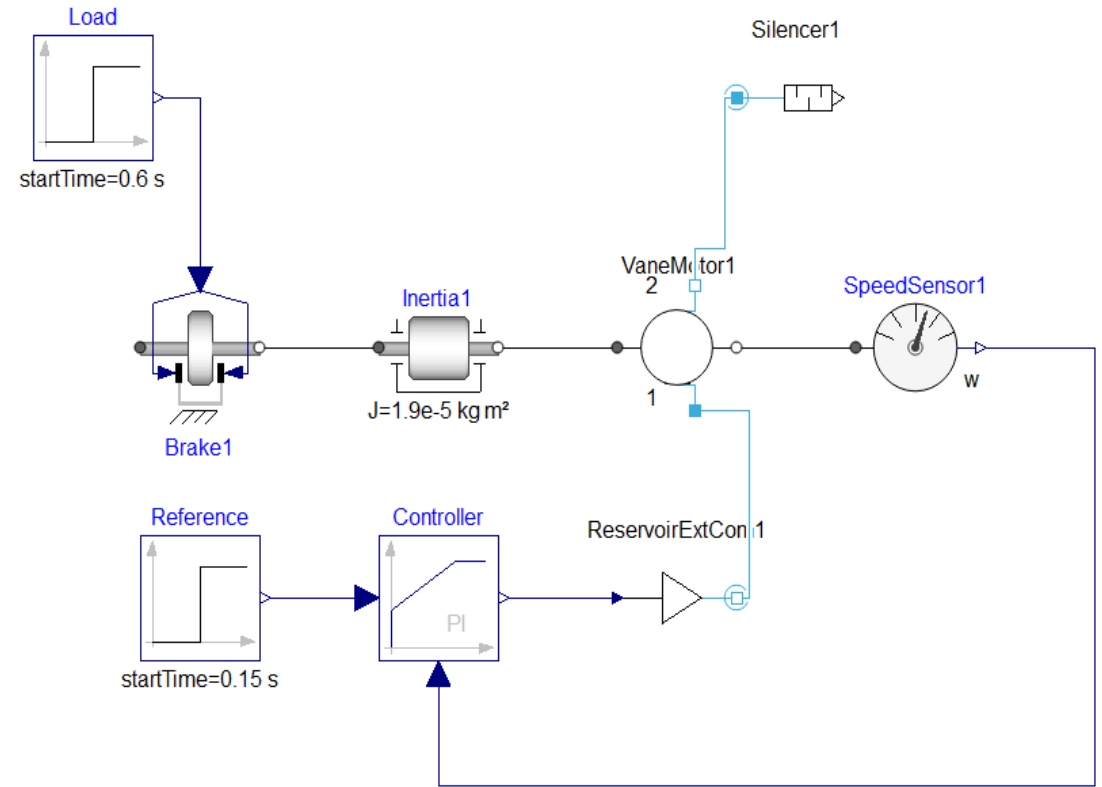 Load
Silencer1
startTime=0.6 s
VaneMotor1
2
Inertia1
SpeedSensor1
w
1
J=1.9e-5 kg m²
Brake1
Reference
Controller
PI
startTime=0.15 s